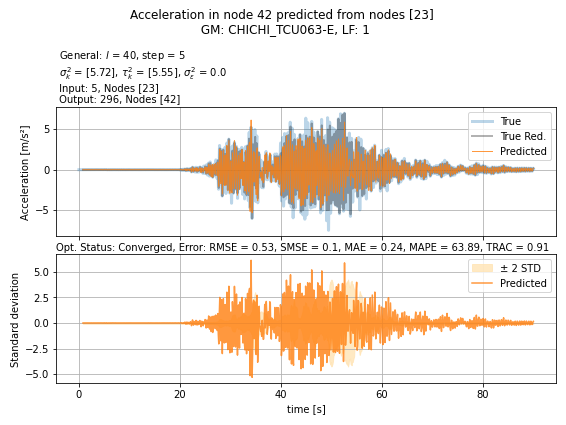 Acceleration in node 42 predicted from nodes [23]
GM: CHICHI_TCU063-E, LF: 1
General: l = 40, step = 5
σ²ₖ = [5.72], τ²ₖ = [5.55], σ²ε = 0.0
Input: 5, Nodes [23]
Output: 296, Nodes [42]
Acceleration [m/s²]
5
0
−5
True
True Red.
Predicted
Opt. Status: Converged, Error: RMSE = 0.53, SMSE = 0.1, MAE = 0.24, MAPE = 63.89, TRAC = 0.91
Standard deviation
5.0
2.5
0.0
−2.5
−5.0
± 2 STD
Predicted
0 20 40 60 80
time [s]